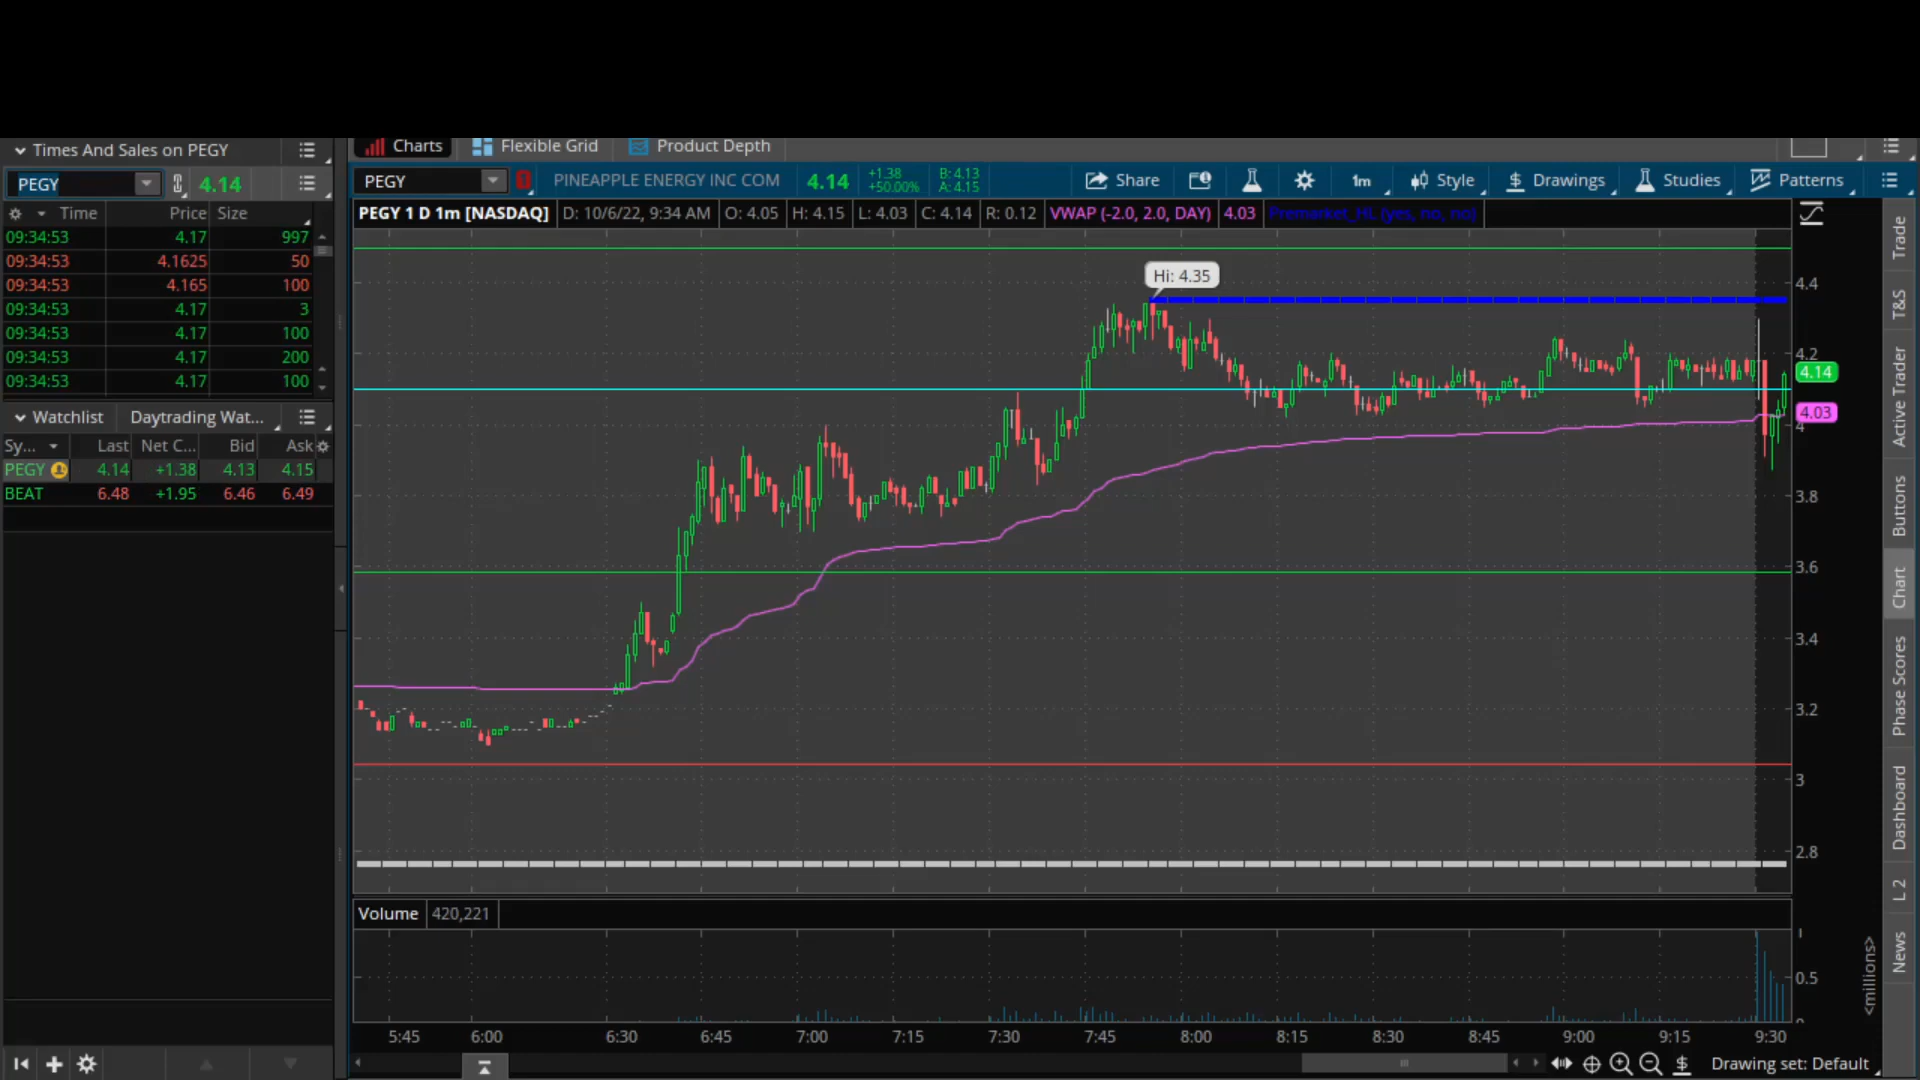 Times And Sales on PEGY
Charts Flexible Grid Product Depth
PEGY 4.14
PEGY PINEAPPLE ENERGY INC COM 4.14 +1.38 +50.00% B: 4.13 A: 4.15 Share 1m Style Drawings Studies Patterns
Time Price Size
PEGY 1 D 1m [NASDAQ] D: 10/6/22, 9:34 AM O: 4.05 H: 4.15 L: 4.03 C: 4.14 R: 0.12 VWAP (-2.0, 2.0, DAY) 4.03 Premarket_HL (yes, no, no)
09:34:53 4.17 997
09:34:53 4.1625 50
09:34:53 4.165 100
09:34:53 4.17 3
09:34:53 4.17 100
09:34:53 4.17 200
09:34:53 4.17 100
Watchlist Daytrading Wat...
Sy... Last Net C... Bid Ask
PEGY 4.14 +1.38 4.13 4.15
BEAT 6.48 +1.95 6.46 6.49
Hi: 4.35
4.4
4.2
4.14
4.03
4
3.8
3.6
3.4
3.2
3
2.8
Volume 420,221
1
0.5
0
<millions>
5:45 6:00 6:30 6:45 7:00 7:15 7:30 7:45 8:00 8:15 8:30 8:45 9:00 9:15 9:30
Drawing set: Default
Trade
T&S
Active Trader
Buttons
Chart
Phase Scores
Dashboard
L 2
News